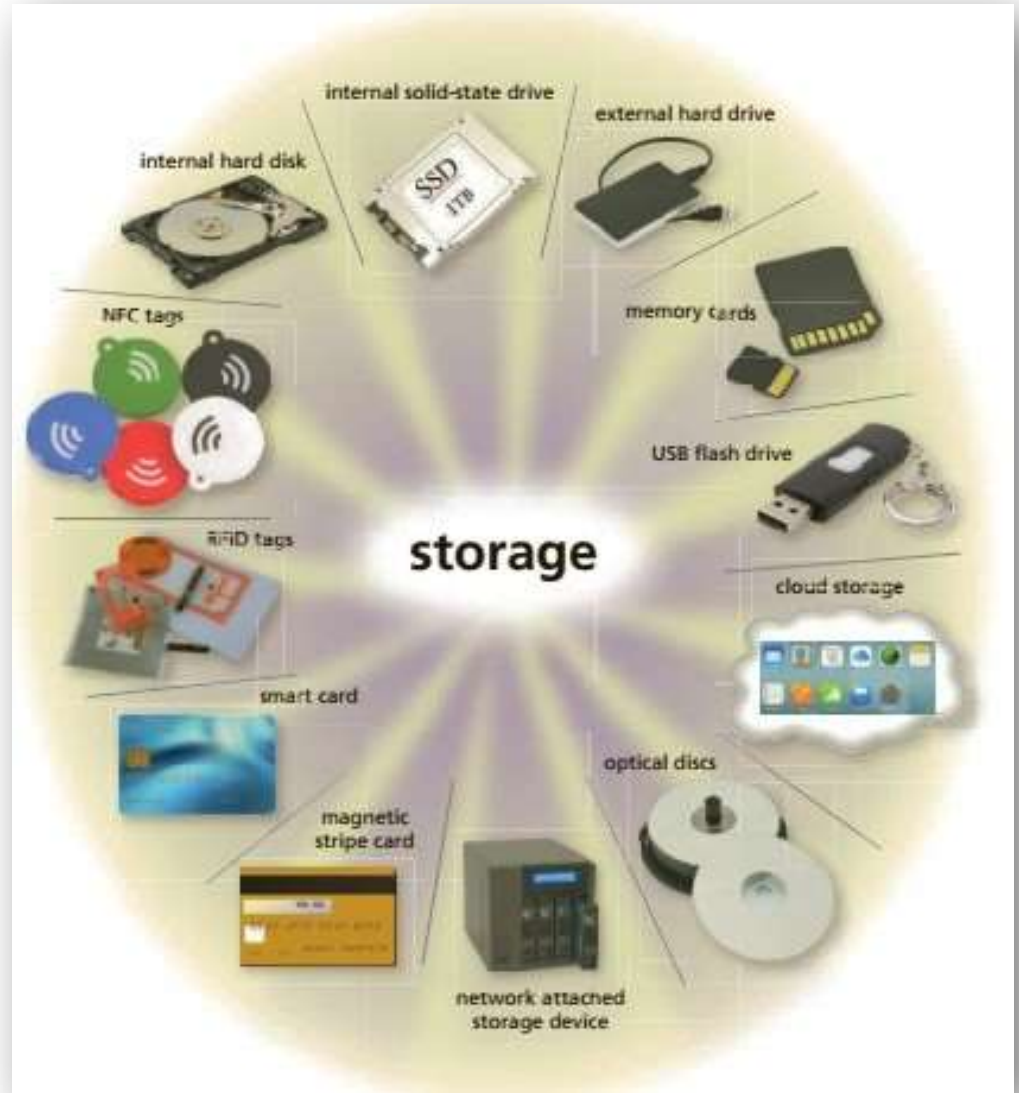 internal solid-state drive
external hard drive
internal hard disk
SSD
1TB
NFC tags
memory cards
USB flash drive
RFID tags
storage
cloud storage
smart card
optical discs
magnetic
stripe card
network attached
storage device